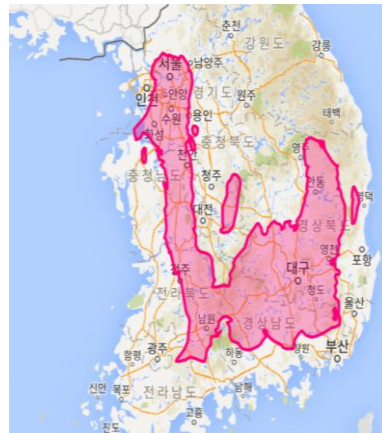 춘천
강릉
강원도
서울
남양주
인천
안양
경기도
원주
수원
용인
화성
태백
충청북도
천안
영주
충청남도
청주
안동
영덕
대전
경상북도
영천
포항
대구
전주
청도
전라북도
울산
남원
경상남도
창원
부산
함평
광주
하동
신안
목포
전라남도
남해
고흥
진도